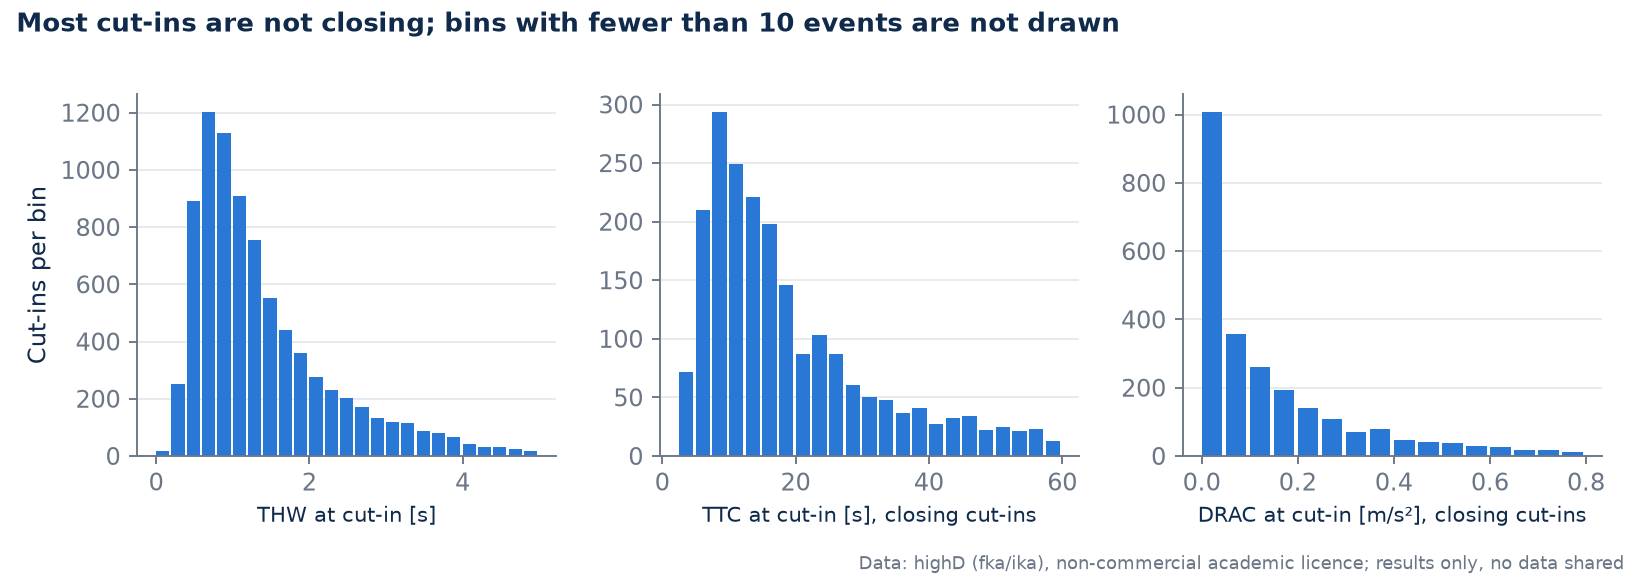 Most cut-ins are not closing; bins with fewer than 10 events are not drawn
Cut-ins per bin
0
200
400
600
800
1000
1200
0 2 4
THW at cut-in [s]
0
50
100
150
200
250
300
0 20 40 60
TTC at cut-in [s], closing cut-ins
0
200
400
600
800
1000
0.0 0.2 0.4 0.6 0.8
DRAC at cut-in [m/s²], closing cut-ins
Data: highD (fka/ika), non-commercial academic licence; results only, no data shared